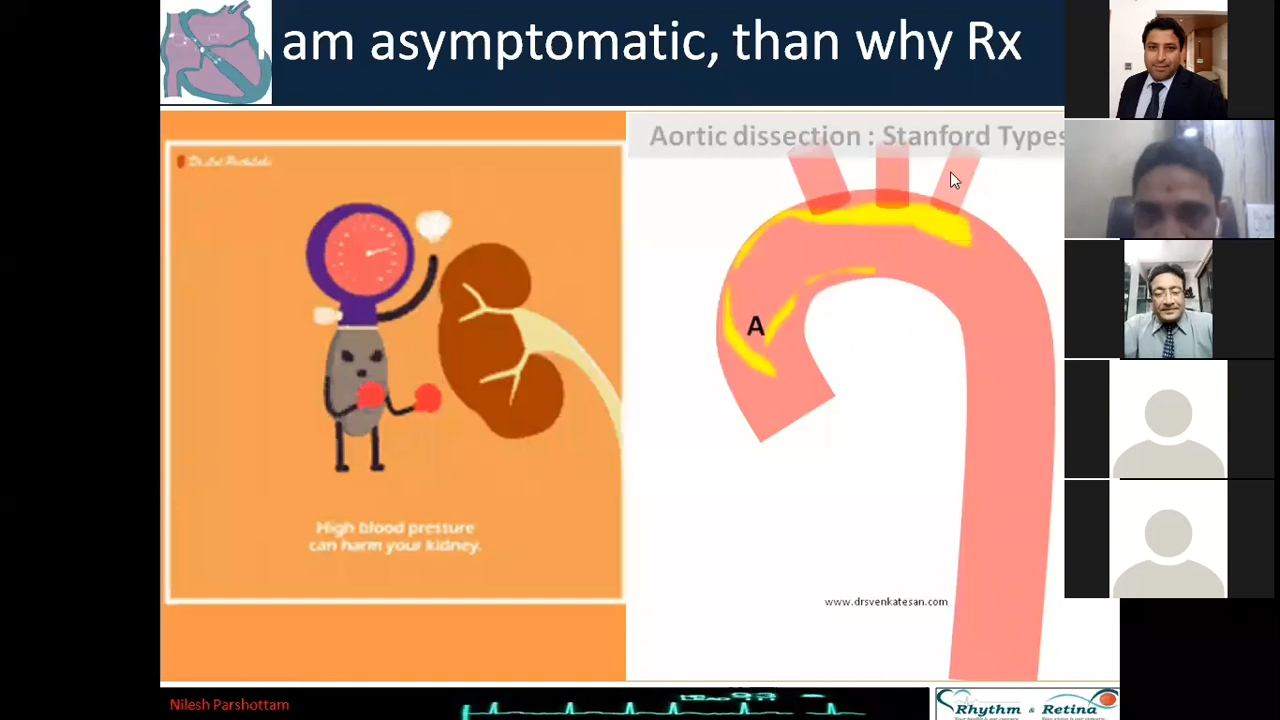 am asymptomatic, than why Rx
Aortic dissection : Stanford Types
A
High blood pressure
can harm your kidney.
www.drsvenkatesan.com
Nilesh Parshottam
Rhythm & Retina